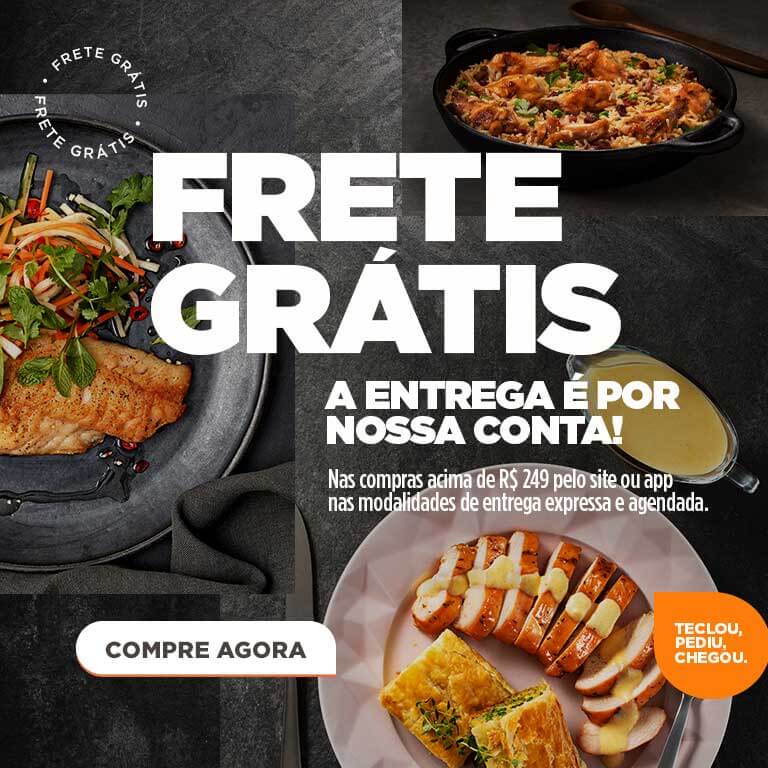 • FRETE GRÁTIS •
FRETE GRÁTIS
FRETE
GRÁTIS
A ENTREGA É POR
NOSSA CONTA!
Nas compras acima de R$ 249 pelo site ou app
nas modalidades de entrega expressa e agendada.
COMPRE AGORA
TECLOU,
PEDIU,
CHEGOU.